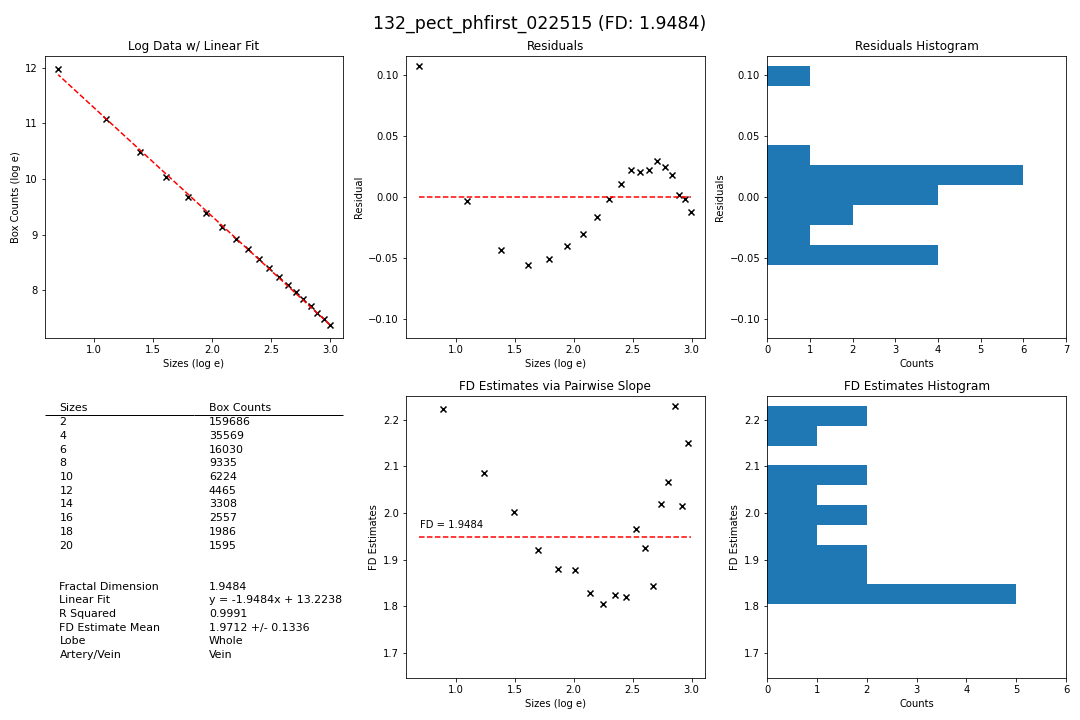 132_pect_phfirst_022515 (FD: 1.9484)
Log Data w/ Linear Fit
Box Counts (log e)
12
11
10
9
8
1.0 1.5 2.0 2.5 3.0
Sizes (log e)
Residuals
Residual
0.10
0.05
0.00
−0.05
−0.10
1.0 1.5 2.0 2.5 3.0
Sizes (log e)
Residuals Histogram
Residuals
0.10
0.05
0.00
−0.05
−0.10
0 1 2 3 4 5 6 7
Counts
Sizes Box Counts
2 159686
4 35569
6 16030
8 9335
10 6224
12 4465
14 3308
16 2557
18 1986
20 1595
Fractal Dimension 1.9484
Linear Fit y = -1.9484x + 13.2238
R Squared 0.9991
FD Estimate Mean 1.9712 +/- 0.1336
Lobe Whole
Artery/Vein Vein
FD Estimates via Pairwise Slope
FD Estimates
2.2
2.1
2.0
1.9
1.8
1.7
FD = 1.9484
1.0 1.5 2.0 2.5 3.0
Sizes (log e)
FD Estimates Histogram
FD Estimates
2.2
2.1
2.0
1.9
1.8
1.7
0 1 2 3 4 5 6
Counts